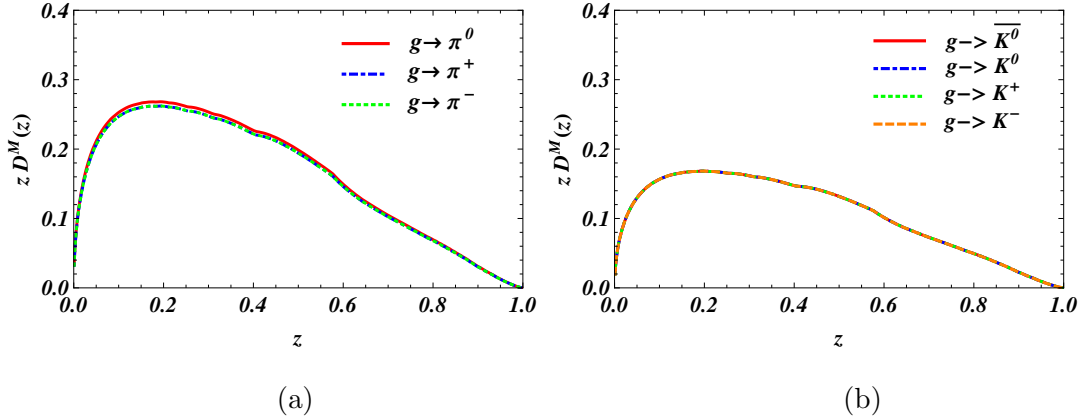 0.4
0.3
0.2
0.1
0.0
0.0 0.2 0.4 0.6 0.8 1.0
z D^M(z)
z
g→ π^0
g→ π^+
g→ π^−
(a)
0.4
0.3
0.2
0.1
0.0
0.0 0.2 0.4 0.6 0.8 1.0
z D^M(z)
z
g−> \overline{K^0}
g−> K^0
g−> K^+
g−> K^−
(b)